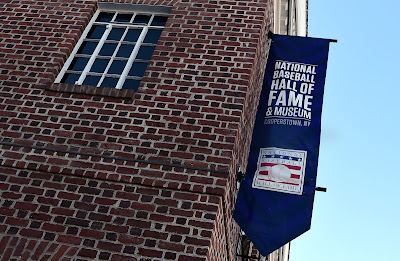 NATIONAL
BASEBALL
HALL OF
FAME
& MUSEUM
COOPERSTOWN, NY